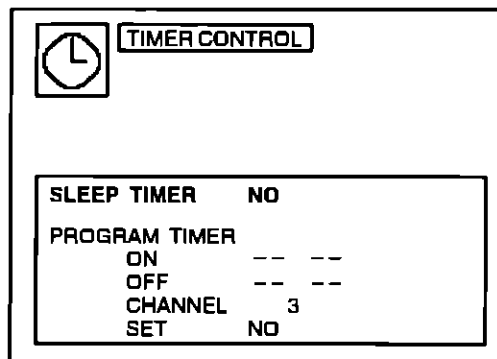 TIMER CONTROL
SLEEP TIMER NO
PROGRAM TIMER
ON -- --
OFF -- --
CHANNEL 3
SET NO